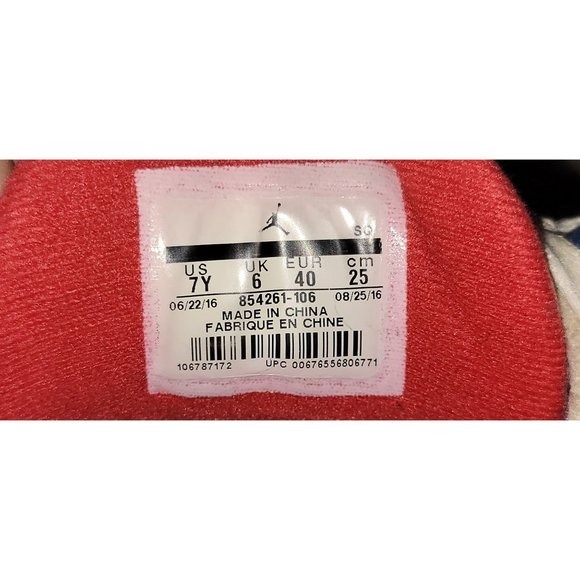 SQ
US UK EUR cm
7Y 6 40 25
06/22/16 854261-106 08/25/16
MADE IN CHINA
FABRIQUE EN CHINE
106787172 UPC 00676556806771